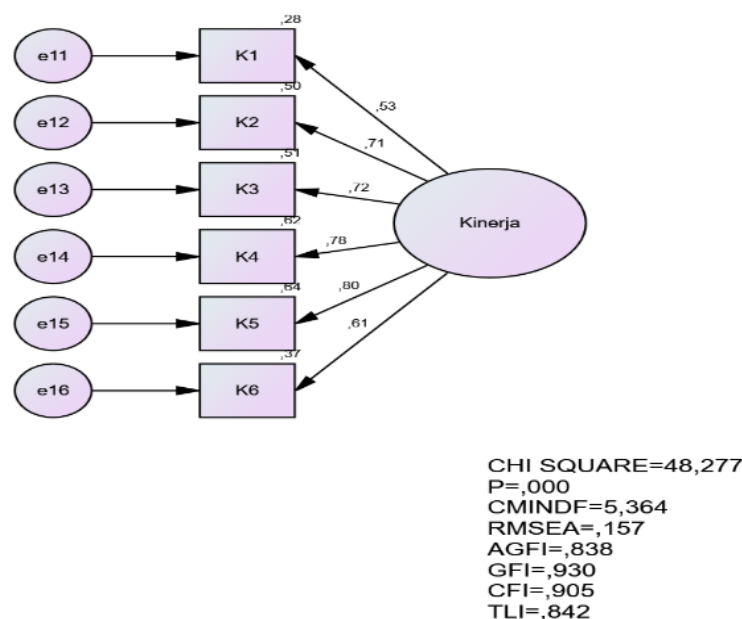 ,28
e11 K1
,53
,50
e12 K2
,71
,51
e13 K3
,72
Kinerja
,62
e14 K4
,78
,64
e15 K5
,80
,61
,37
e16 K6
CHI SQUARE=48,277
P=,000
CMINDF=5,364
RMSEA=,157
AGFI=,838
GFI=,930
CFI=,905
TLI=,842